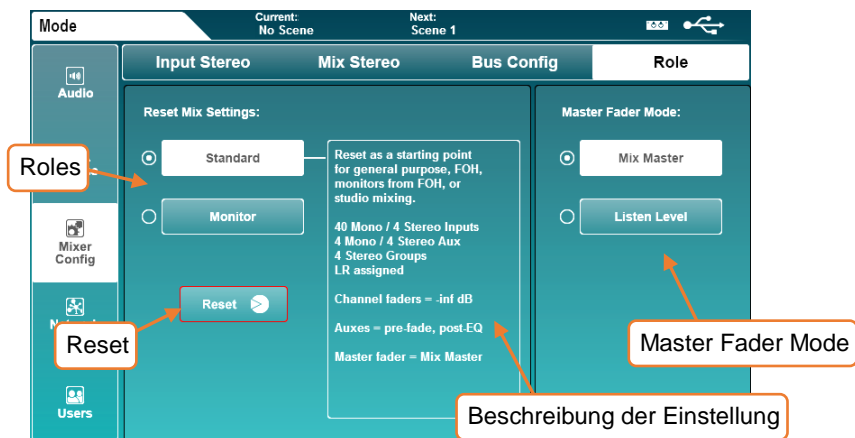 Mode
Current:
No Scene
Next:
Scene 1
Input Stereo
Mix Stereo
Bus Config
Role
Audio
Mixer
Config
Users
Reset Mix Settings:
Standard
Monitor
Reset
Reset as a starting point
for general purpose, FOH,
monitors from FOH, or
studio mixing.
40 Mono / 4 Stereo Inputs
4 Mono / 4 Stereo Aux
4 Stereo Groups
LR assigned
Channel faders = -inf dB
Auxes = pre-fade, post-EQ
Master fader = Mix Master
Master Fader Mode:
Mix Master
Listen Level
Roles
Reset
Master Fader Mode
Beschreibung der Einstellung